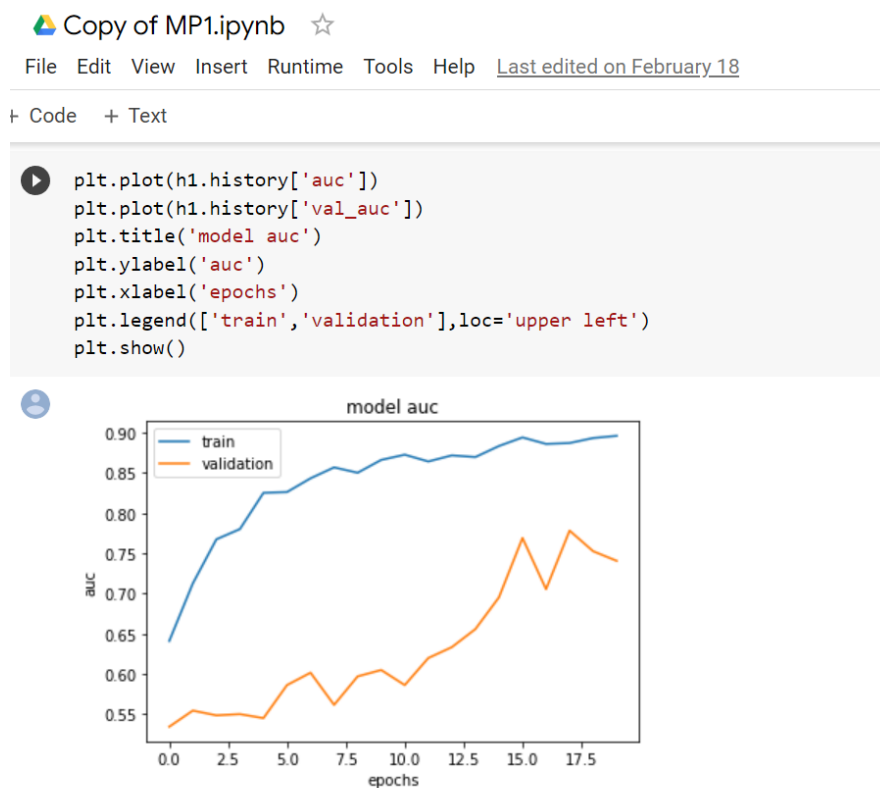 Copy of MP1.ipynb
File Edit View Insert Runtime Tools Help Last edited on February 18
+ Code + Text
plt.plot(h1.history['auc'])
plt.plot(h1.history['val_auc'])
plt.title('model auc')
plt.ylabel('auc')
plt.xlabel('epochs')
plt.legend(['train','validation'],loc='upper left')
plt.show()
model auc
train
validation
0.90
0.85
0.80
0.75
0.70
0.65
0.60
0.55
auc
0.0 2.5 5.0 7.5 10.0 12.5 15.0 17.5
epochs